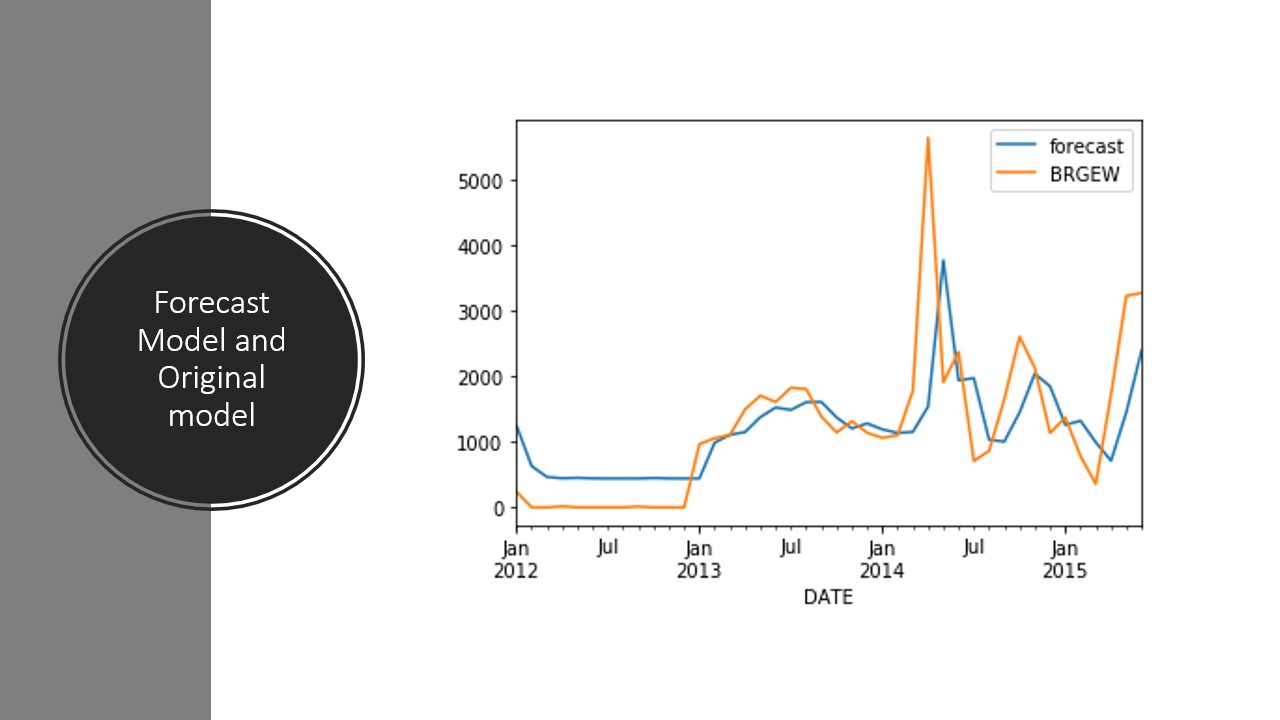 Forecast
Model and
Original
model
forecast
BRGEW
5000
4000
3000
2000
1000
0
Jan Jul Jan Jul Jan Jul Jan
2012 2013 2014 2015
DATE